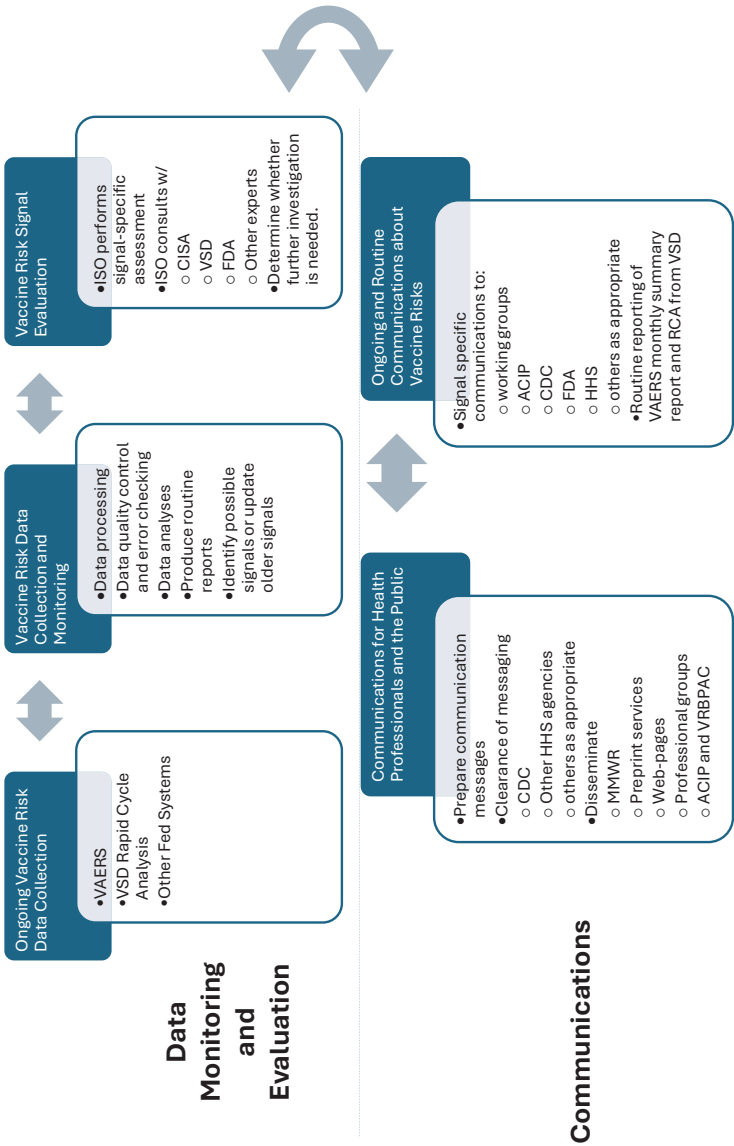 Data
Monitoring
and
Evaluation
Ongoing Vaccine Risk
Data Collection
•VAERS
•VSD Rapid Cycle
Analysis
•Other Fed Systems
Vaccine Risk Data
Collection and
Monitoring
•Data processing
•Data quality control
and error checking
•Data analyses
•Produce routine
reports
•Identify possible
signals or update
older signals
Vaccine Risk Signal
Evaluation
•ISO performs
signal-specific
assessment
•ISO consults w/
○ CISA
○ VSD
○ FDA
○ Other experts
•Determine whether
further investigation
is needed.
Communications
Communications for Health
Professionals and the Public
•Prepare communication
messages
•Clearance of messaging
○ CDC
○ Other HHS agencies
○ others as appropriate
•Disseminate
○ MMWR
○ Preprint services
○ Web-pages
○ Professional groups
○ ACIP and VRBPAC
Ongoing and Routine
Communications about
Vaccine Risks
•Signal specific
communications to:
○ working groups
○ ACIP
○ CDC
○ FDA
○ HHS
○ others as appropriate
•Routine reporting of
VAERS monthly summary
report and RCA from VSD